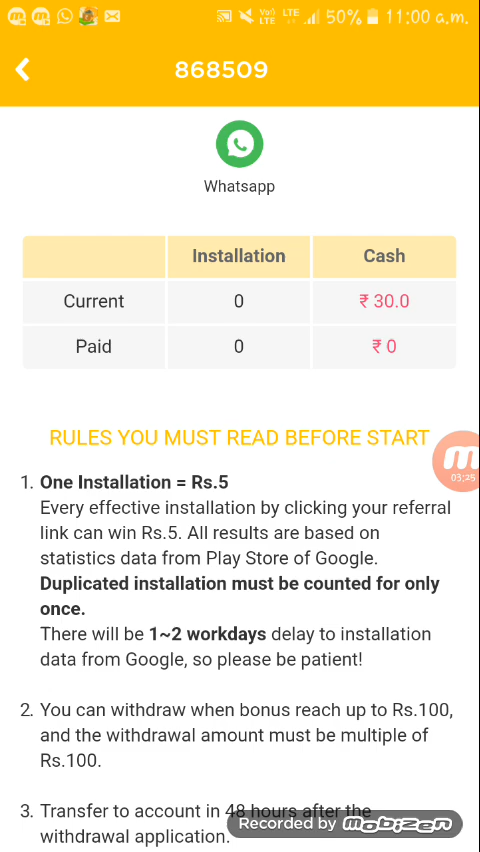 VoI) LTE LTE 50% 11:00 a.m.
868509
Whatsapp
Installation Cash
Current 0 ₹ 30.0
Paid 0 ₹ 0
RULES YOU MUST READ BEFORE START
03:25
1. One Installation = Rs.5
Every effective installation by clicking your referral
link can win Rs.5. All results are based on
statistics data from Play Store of Google.
Duplicated installation must be counted for only
once.
There will be 1~2 workdays delay to installation
data from Google, so please be patient!
2. You can withdraw when bonus reach up to Rs.100,
and the withdrawal amount must be multiple of
Rs.100.
3. Transfer to account in 48 hours after the
withdrawal application.
Recorded by mobizen